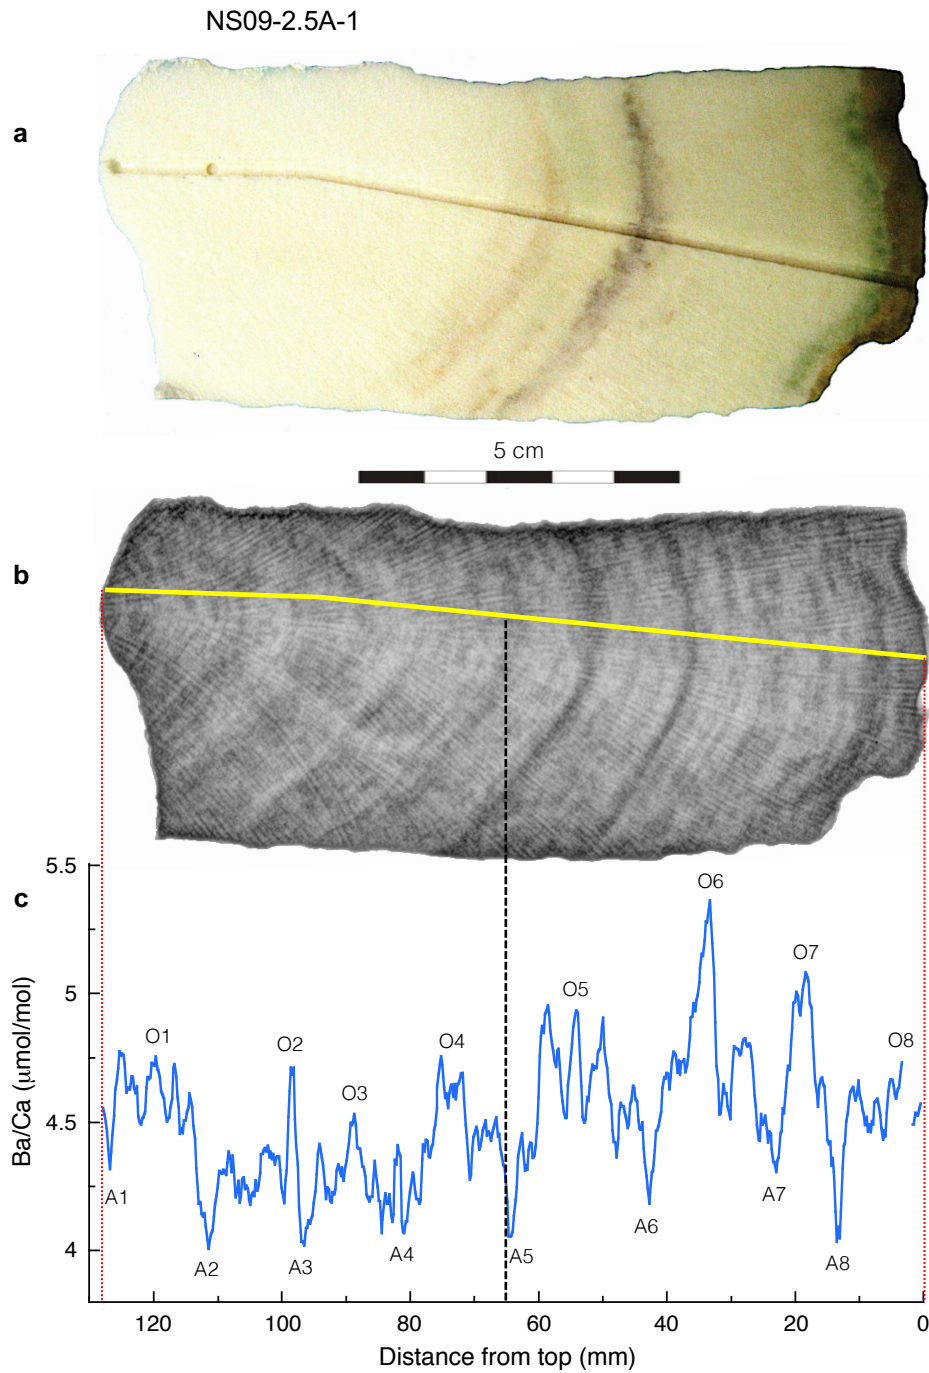 NS09-2.5A-1
a
5 cm
b
c
5.5
5
4.5
4
Ba/Ca (µmol/mol)
O1
O2
O3
O4
O5
O6
O7
O8
A1
A2
A3
A4
A5
A6
A7
A8
120
100
80
60
40
20
0
Distance from top (mm)